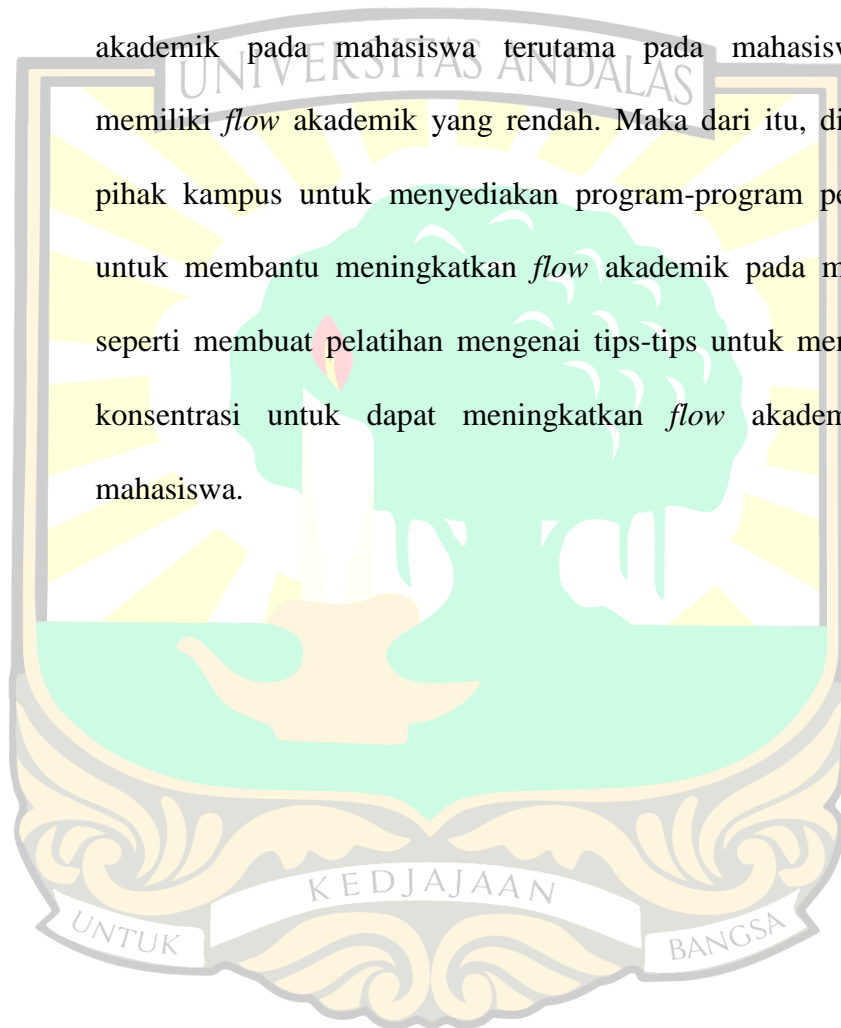 akademik pada mahasiswa terutama pada
UNIVERSITAS ANDALAS
memiliki flow akademik yang rendah. Maka dari itu,
pihak kampus untuk menyediakan program-program
untuk membantu meningkatkan flow akademik pada
seperti membuat pelatihan mengenai tips-tips untuk
konsentrasi untuk dapat meningkatkan flow
mahasiswa.
KEDJAJAAN
UNTUK
BANGSA